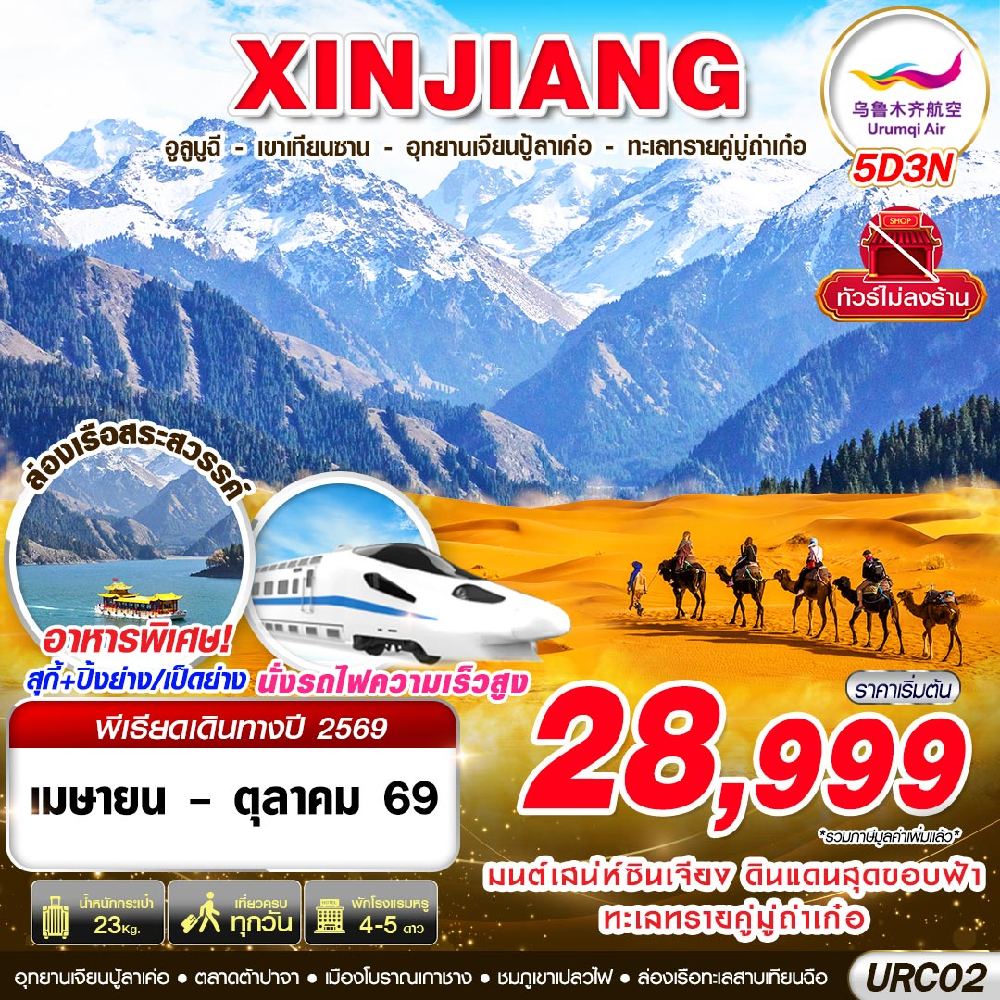 XINJIANG
อูลูมูฉี - เขาเทียนซาน - อุทยานเจียนปู้ลาเค่อ - ทะเลทรายคู่มู่ถ่าเก๋อ
乌鲁木齐航空
Urumqi Air
5D3N
SHOP
ทัวร์ไม่ลงร้าน
ล่องเรือสระสวรรค์
อาหารพิเศษ!
สุกี้+ปิ้งย่าง/เป็ดย่าง
นั่งรถไฟความเร็วสูง
พีเรียดเดินทางปี 2569
เมษายน - ตุลาคม 69
ราคาเริ่มต้น
28,999
*รวมภาษีมูลค่าเพิ่มแล้ว*
มนต์เสน่ห์ซินเจียง ดินแดนสุดขอบฟ้า
ทะเลทรายคู่มู่ถ่าเก๋อ
น้ำหนักกระเป๋า
23Kg.
เที่ยวครบ
ทุกวัน
HOTEL
พักโรงแรมหรู
4-5 ดาว
อุทยานเจียนปู้ลาเค่อ ● ตลาดต้าปาจา ● เมืองโบราณเกาชาง ● ชมภูเขาเปลวไฟ ● ล่องเรือทะเลสาบเทียนฉือ
URC02